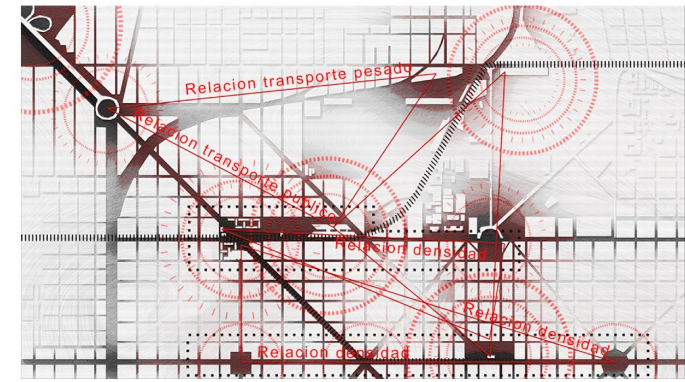 Relacion transporte pesado
Relacion transporte publico
Relacion densidad
Relacion densidad
Relacion densidad